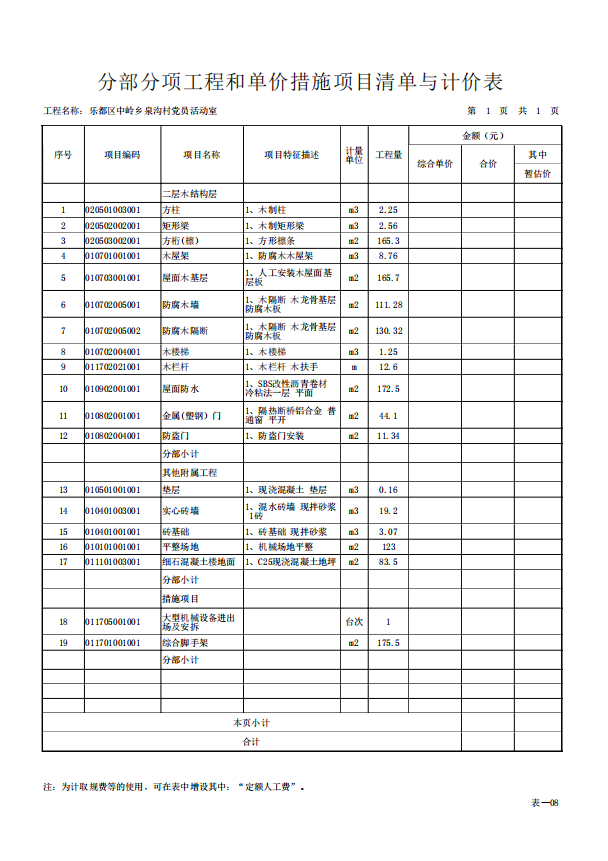 分部分项工程和单价措施项目清单与计价表
工程名称: 乐都区中岭乡泉沟村党员活动室 第 1 页 共 1 页
序号 项目编码 项目名称 项目特征描述 计量单位 工程量 金额（元）
综合单价 合价 其中
暂估价
二层木结构层
1 020501003001 方柱 1、木制柱 m3 2.25
2 020502002001 矩形梁 1、木制矩形梁 m3 2.56
3 020503002001 方桁(檩) 1、方形檩条 m2 165.3
4 010701001001 木屋架 1、防腐木木屋架 m3 8.76
5 010703001001 屋面木基层 1、人工安装木屋面基层板 m2 165.7
6 010702005001 防腐木墙 1、木隔断 木龙骨基层 防腐木板 m2 111.28
7 010702005002 防腐木隔断 1、木隔断 木龙骨基层 防腐木板 m2 130.32
8 010702004001 木楼梯 1、木楼梯 m3 1.25
9 011702021001 木栏杆 1、木栏杆 木扶手 m 12.6
10 010902001001 屋面防水 1、SBS改性沥青卷材 冷粘法一层 平面 m2 172.5
11 010802001001 金属(塑钢）门 1、隔热断桥铝合金 普通窗 平开 m2 44.1
12 010802004001 防盗门 1、防盗门安装 m2 11.34
分部小计
其他附属工程
13 010501001001 垫层 1、现浇混凝土 垫层 m3 0.16
14 010401003001 实心砖墙 1、混水砖墙 现拌砂浆 1砖 m3 19.2
15 010401001001 砖基础 1、砖基础 现拌砂浆 m3 3.07
16 010101001001 平整场地 1、机械场地平整 m2 123
17 011101003001 细石混凝土楼地面 1、C25现浇混凝土地坪 m2 83.5
分部小计
措施项目
18 011705001001 大型机械设备进出场及安拆 台次 1
19 011701001001 综合脚手架 m2 175.5
分部小计
本页小计
合计
注: 为计取规费等的使用，可在表中增设其中: “定额人工费”。
表—08